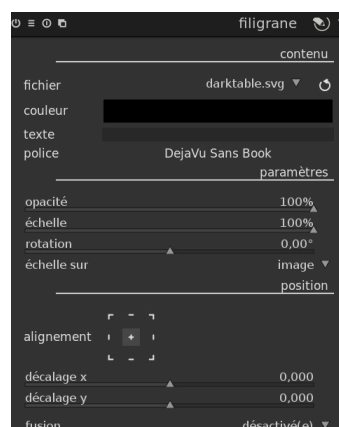 filigrane
contenu
fichier darktable.svg
couleur
texte
police DejaVu Sans Book
paramètres
opacité 100%
échelle 100%
rotation 0,00°
échelle sur image
position
alignement
décalage x 0,000
décalage y 0,000
fusion désactivé(e)